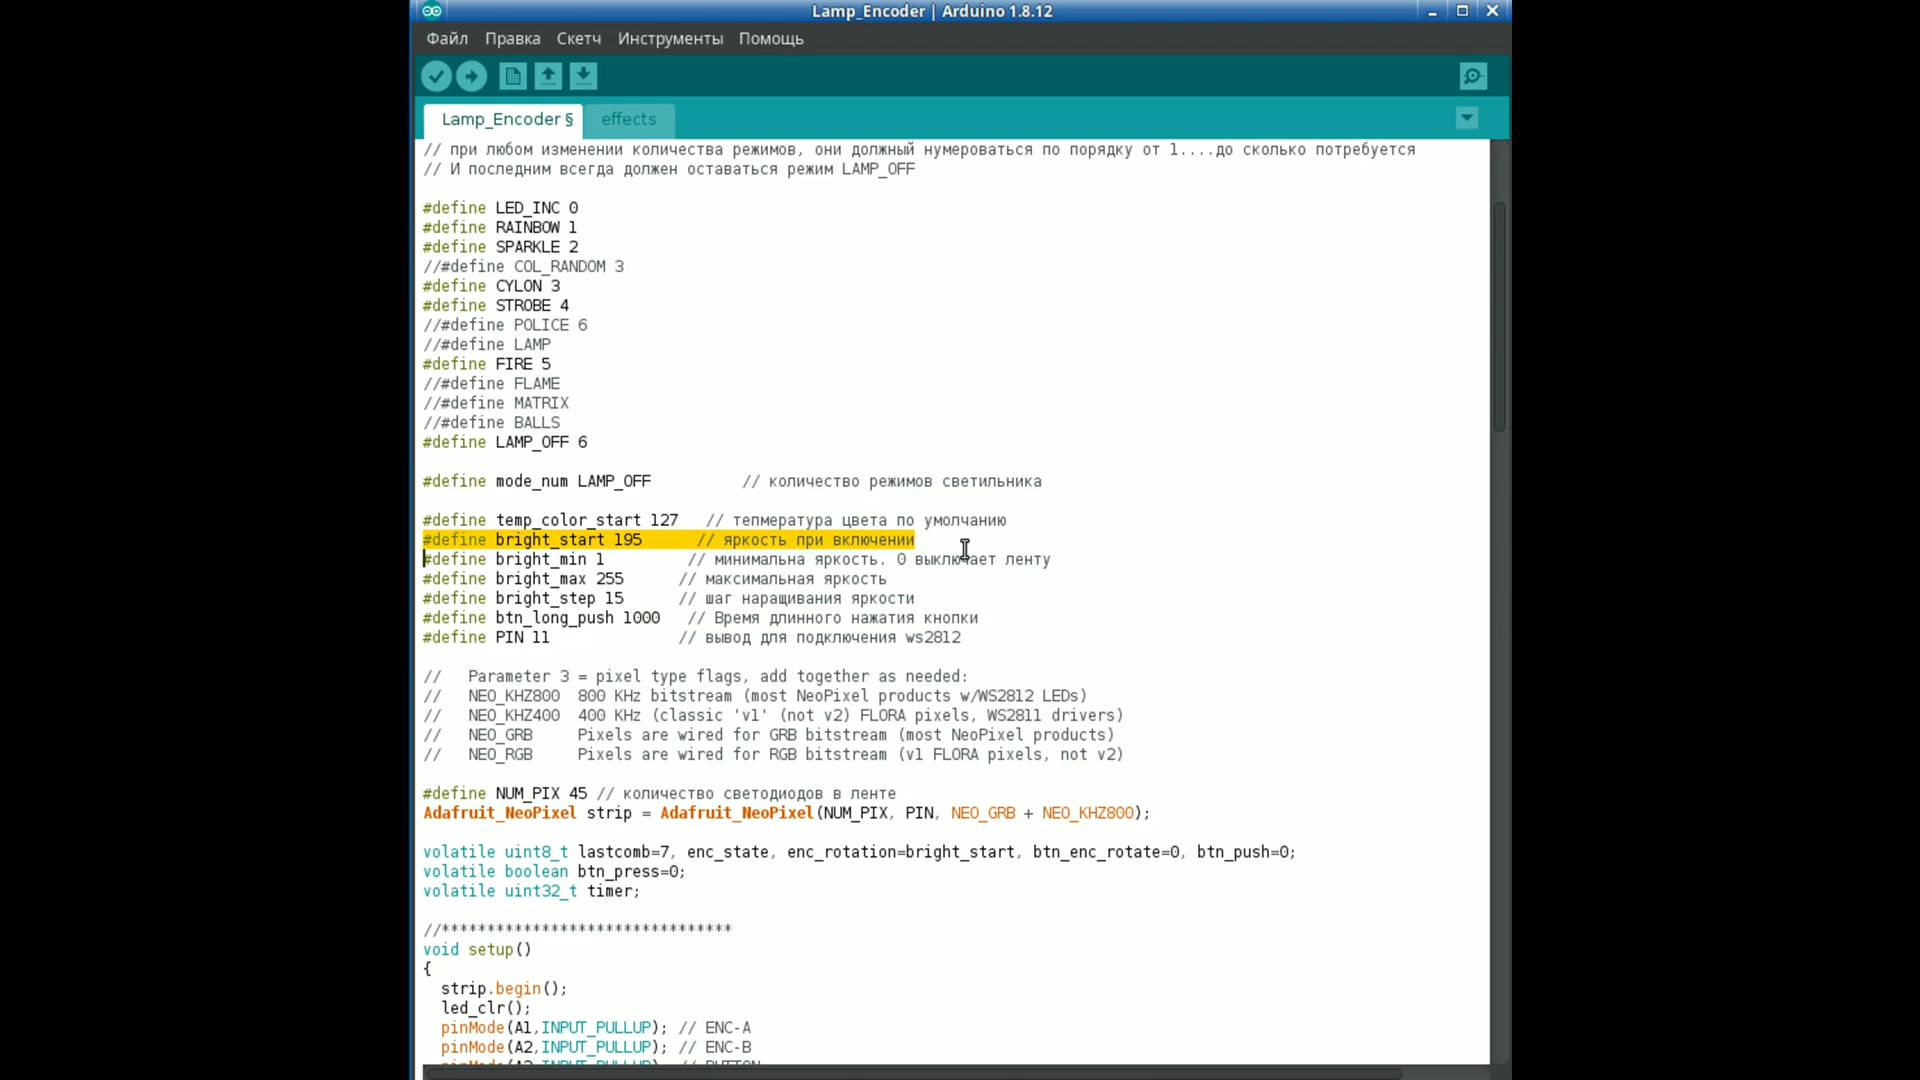 Lamp_Encoder | Arduino 1.8.12
Файл Правка Скетч Инструменты Помощь
Lamp_Encoder § effects
// при любом изменении количества режимов, они должный нумероваться по порядку от 1....до сколько потребуется
// И последним всегда должен оставаться режим LAMP_OFF
#define LED_INC 0
#define RAINBOW 1
#define SPARKLE 2
//#define COL_RANDOM 3
#define CYLON 3
#define STROBE 4
//#define POLICE 6
//#define LAMP
#define FIRE 5
//#define FLAME
//#define MATRIX
//#define BALLS
#define LAMP_OFF 6
#define mode_num LAMP_OFF // количество режимов светильника
#define temp_color_start 127 // тепмература цвета по умолчанию
#define bright_start 195 // яркость при включении
#define bright_min 1 // минимальна яркость. 0 выключает ленту
#define bright_max 255 // максимальная яркость
#define bright_step 15 // шаг наращивания яркости
#define btn_long_push 1000 // Время длинного нажатия кнопки
#define PIN 11 // вывод для подключения ws2812
// Parameter 3 = pixel type flags, add together as needed:
// NEO_KHZ800 800 KHz bitstream (most NeoPixel products w/WS2812 LEDs)
// NEO_KHZ400 400 KHz (classic 'v1' (not v2) FLORA pixels, WS2811 drivers)
// NEO_GRB Pixels are wired for GRB bitstream (most NeoPixel products)
// NEO_RGB Pixels are wired for RGB bitstream (v1 FLORA pixels, not v2)
#define NUM_PIX 45 // количество светодиодов в ленте
Adafruit_NeoPixel strip = Adafruit_NeoPixel(NUM_PIX, PIN, NEO_GRB + NEO_KHZ800);
volatile uint8_t lastcomb=7, enc_state, enc_rotation=bright_start, btn_enc_rotate=0, btn_push=0;
volatile boolean btn_press=0;
volatile uint32_t timer;
//********************************
void setup()
{
strip.begin();
led_clr();
pinMode(A1,INPUT_PULLUP); // ENC-A
pinMode(A2,INPUT_PULLUP); // ENC-B